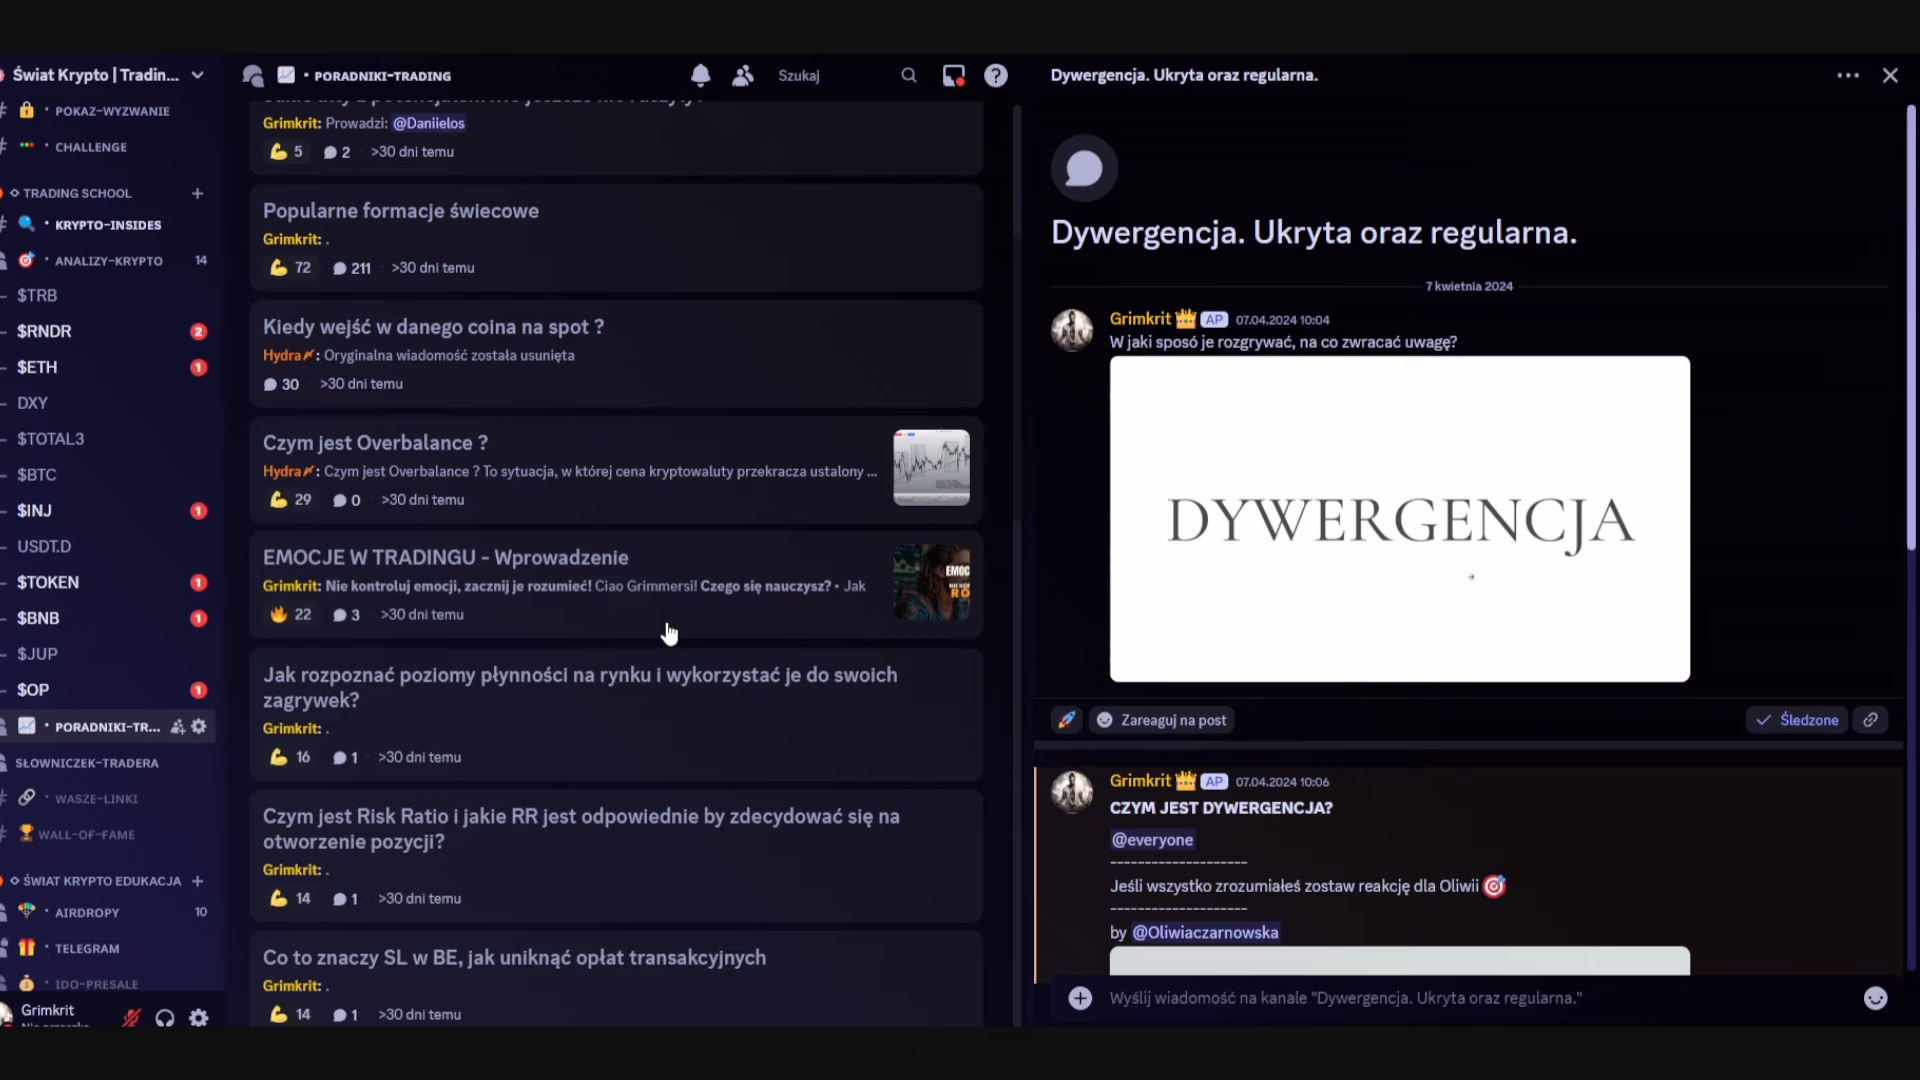 Świat Krypto | Tradin...
POKAZ-WYZWANIE
CHALLENGE
TRADING SCHOOL
KRYPTO-INSIDES
ANALIZY-KRYPTO 14
$TRB
$RNDR 2
$ETH 1
DXY
$TOTAL3
$BTC
$INJ 1
USDT.D
$TOKEN 1
$BNB 1
$JUP
$OP 1
PORADNIKI-TR...
SŁOWNICZEK-TRADERA
WASZE-LINKI
WALL-OF-FAME
ŚWIAT KRYPTO EDUKACJA
AIRDROPY 10
TELEGRAM
IDO-PRESALE
Grimkrit
PORADNIKI-TRADING
Szukaj
Grimkrit: Prowadzi: @Daniielos
5 2 >30 dni temu
Popularne formacje świecowe
Grimkrit: .
72 211 >30 dni temu
Kiedy wejść w danego coina na spot ?
Hydra: Oryginalna wiadomość została usunięta
30 >30 dni temu
Czym jest Overbalance ?
Hydra: Czym jest Overbalance ? To sytuacja, w której cena kryptowaluty przekracza ustalony ...
29 0 >30 dni temu
EMOCJE W TRADINGU - Wprowadzenie
Grimkrit: Nie kontroluj emocji, zacznij je rozumieć! Ciao Grimmersi! Czego się nauczysz? • Jak
EMOC
RO
22 3 >30 dni temu
Jak rozpoznać poziomy płynności na rynku i wykorzystać je do swoich
zagrywek?
Grimkrit: .
16 1 >30 dni temu
Czym jest Risk Ratio i jakie RR jest odpowiednie by zdecydować się na
otworzenie pozycji?
Grimkrit: .
14 1 >30 dni temu
Co to znaczy SL w BE, jak uniknąć opłat transakcyjnych
Grimkrit: .
14 1 >30 dni temu
Dywergencja. Ukryta oraz regularna.
Dywergencja. Ukryta oraz regularna.
7 kwietnia 2024
Grimkrit AP 07.04.2024 10:04
W jaki sposó je rozgrywać, na co zwracać uwagę?
DYWERGENCJA
Zareaguj na post
Śledzone
Grimkrit AP 07.04.2024 10:06
CZYM JEST DYWERGENCJA?
@everyone
--------------------
Jeśli wszystko zrozumiałeś zostaw reakcję dla Oliwii
--------------------
by @Oliwiaczarnowska
Wyślij wiadomość na kanale "Dywergencja. Ukryta oraz regularna."